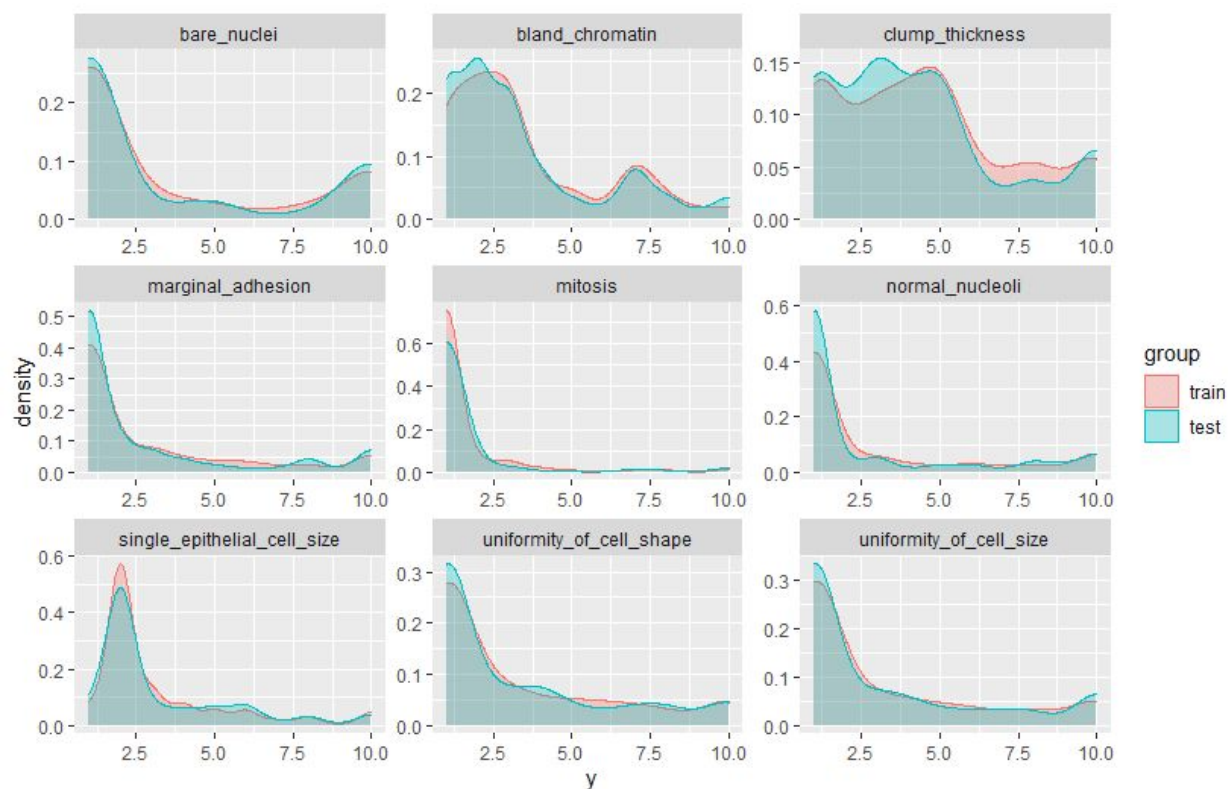 bare_nuclei
bland_chromatin
clump_thickness
0.2
0.1
0.0
0.2
0.1
0.0
0.15
0.10
0.05
0.00
2.5 5.0 7.5 10.0
2.5 5.0 7.5 10.0
2.5 5.0 7.5 10.0
marginal_adhesion
mitosis
normal_nucleoli
0.5
0.4
0.3
0.2
0.1
0.0
0.6
0.4
0.2
0.0
0.6
0.4
0.2
0.0
2.5 5.0 7.5 10.0
2.5 5.0 7.5 10.0
2.5 5.0 7.5 10.0
single_epithelial_cell_size
uniformity_of_cell_shape
uniformity_of_cell_size
0.6
0.4
0.2
0.0
0.3
0.2
0.1
0.0
0.3
0.2
0.1
0.0
2.5 5.0 7.5 10.0
2.5 5.0 7.5 10.0
2.5 5.0 7.5 10.0
density
y
group
train
test